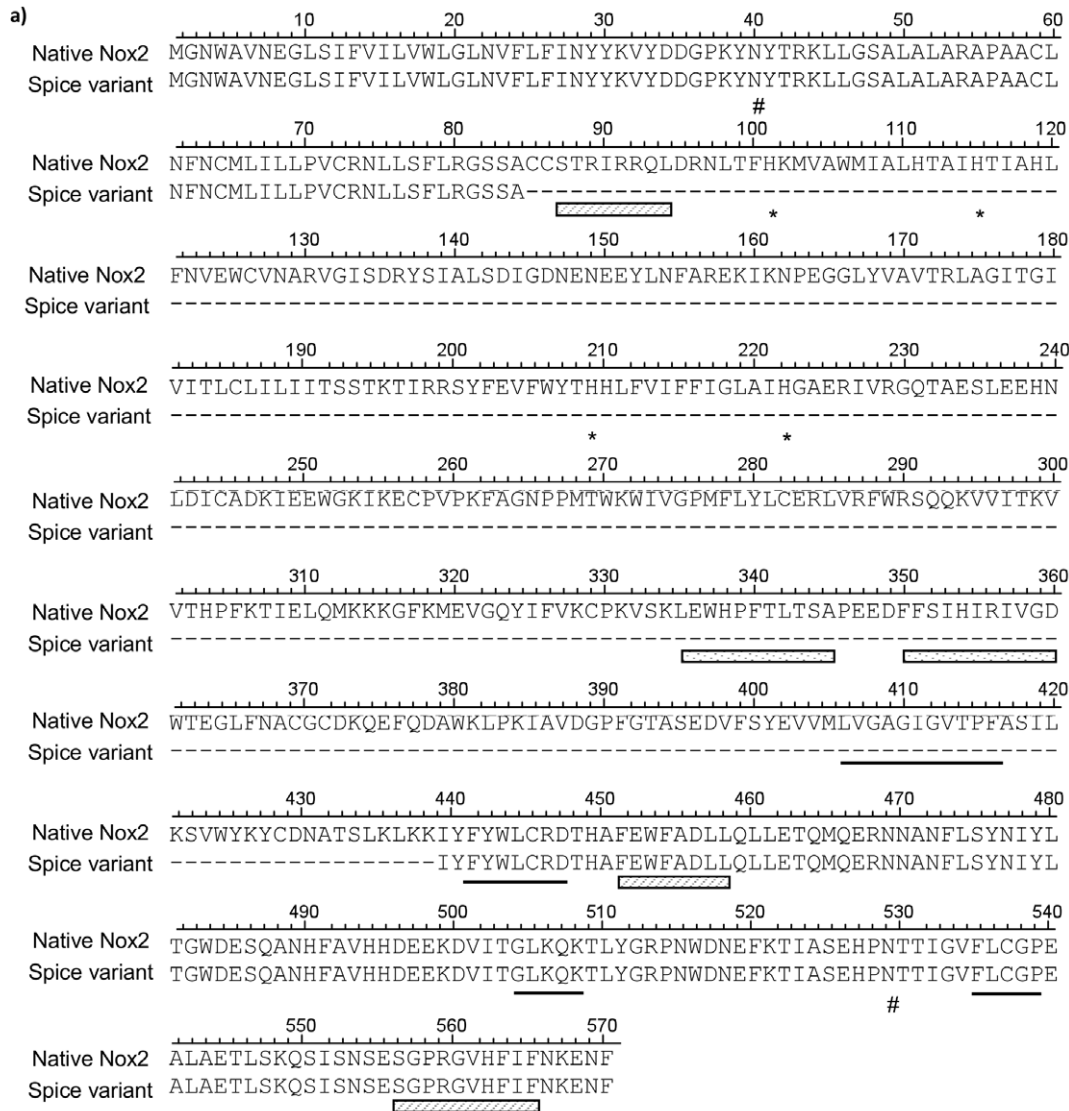 a)
10 20 30 40 50 60
Native Nox2 MGNWAVNEGLSIFVILVWLGLNVFLFINYYKVYDDGPKYNYTRKLLGSALALARAPAACL
Spice variant MGNWAVNEGLSIFVILVWLGLNVFLFINYYKVYDDGPKYNYTRKLLGSALALARAPAACL
#
70 80 90 100 110 120
Native Nox2 NFNCMLILLPVCRNLLSFLRGSSACCSTRIRRQLDRNLTFHKMVAWMIALHTAIHTIAHL
Spice variant NFNCMLILLPVCRNLLSFLRGSSA------------------------------------
* *
130 140 150 160 170 180
Native Nox2 FNVEWCVNARVGISDRYSIALSDIGDNENEEYLNFAREKIKNPEGGLYVAVTRLAGITGI
Spice variant ------------------------------------------------------------
190 200 210 220 230 240
Native Nox2 VITLCLILIITSSTKTIRRSYFEVFWYTHHLFVIFFIGLAIHGAERIVRGQTAESLEEHN
Spice variant ------------------------------------------------------------
* *
250 260 270 280 290 300
Native Nox2 LDICADKIEEWGKIKECPVPKFAGNPPMTWKWIVGPMFLYLCERLVRFWRSQQKVVITKV
Spice variant ------------------------------------------------------------
310 320 330 340 350 360
Native Nox2 VTHPFKTIELQMKKKGFKMEVGQYIFVKCPKVSKLEWHPFTLTSAPEEDFFSIHIRIVGD
Spice variant ------------------------------------------------------------
370 380 390 400 410 420
Native Nox2 WTEGLFNACGCDKQEFQDAWKLPKIAVDGPFGTASEDVFSYEVVMLVGAGIGVTPFASIL
Spice variant ------------------------------------------------------------
430 440 450 460 470 480
Native Nox2 KSVWYKYCDNATSLKLKKIYFYWLCRDTHAFEWFADLLQLLETQMQERNNANFLSYNIYL
Spice variant ------------------IYFYWLCRDTHAFEWFADLLQLLETQMQERNNANFLSYNIYL
490 500 510 520 530 540
Native Nox2 TGWDESQANHFAVHHDEEKDVITGLKQKTLYGRPNWDNEFKTIASEHPNTTIGVFLCGPE
Spice variant TGWDESQANHFAVHHDEEKDVITGLKQKTLYGRPNWDNEFKTIASEHPNTTIGVFLCGPE
#
550 560 570
Native Nox2 ALAETLSKQSISNSESGPRGVHFIFNKENF
Spice variant ALAETLSKQSISNSESGPRGVHFIFNKENF